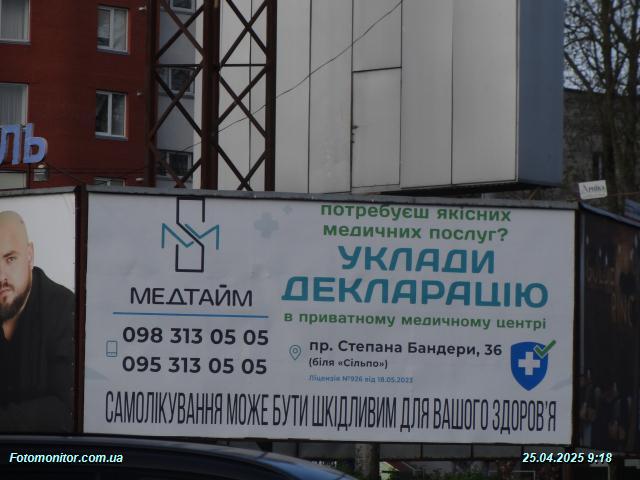 ЛЬ
Арніка
потребуєш якісних
медичних послуг?
УКЛАДИ
ДЕКЛАРАЦІЮ
в приватному медичному центрі
МЕДТАЙМ
098 313 05 05
095 313 05 05
пр. Степана Бандери, 36
(біля «Сільпо»)
Ліцензія №926 від 18.05.2023
САМОЛІКУВАННЯ МОЖЕ БУТИ ШКІДЛИВИМ ДЛЯ ВАШОГО ЗДОРОВ'Я
Fotomonitor.com.ua
25.04.2025 9:18